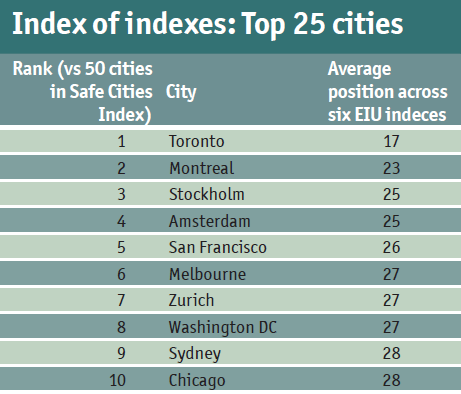 Index of indexes: Top 25 cities
Rank (vs 50 cities
in Safe Cities
Index)
City
Average
position across
six EIU indeces
1 Toronto 17
2 Montreal 23
3 Stockholm 25
4 Amsterdam 25
5 San Francisco 26
6 Melbourne 27
7 Zurich 27
8 Washington DC 27
9 Sydney 28
10 Chicago 28